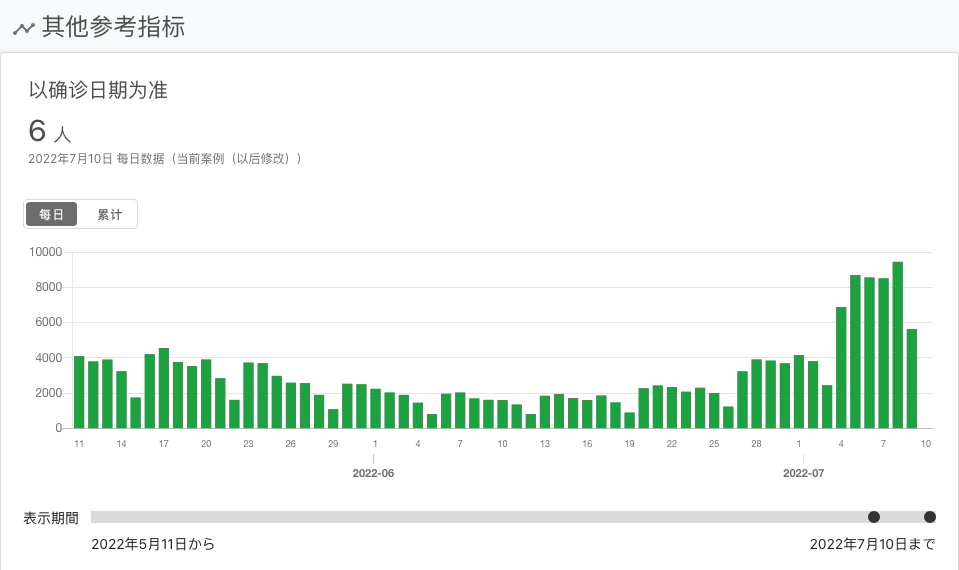 其他参考指标
以确诊日期为准
6 人
2022年7月10日 每日数据（当前案例（以后修改））
每日 累计
10000
8000
6000
4000
2000
0
11 14 17 20 23 26 29 1 4 7 10 13 16 19 22 25 28 1 4 7 10
2022-06 2022-07
表示期間
2022年5月11日から 2022年7月10日まで